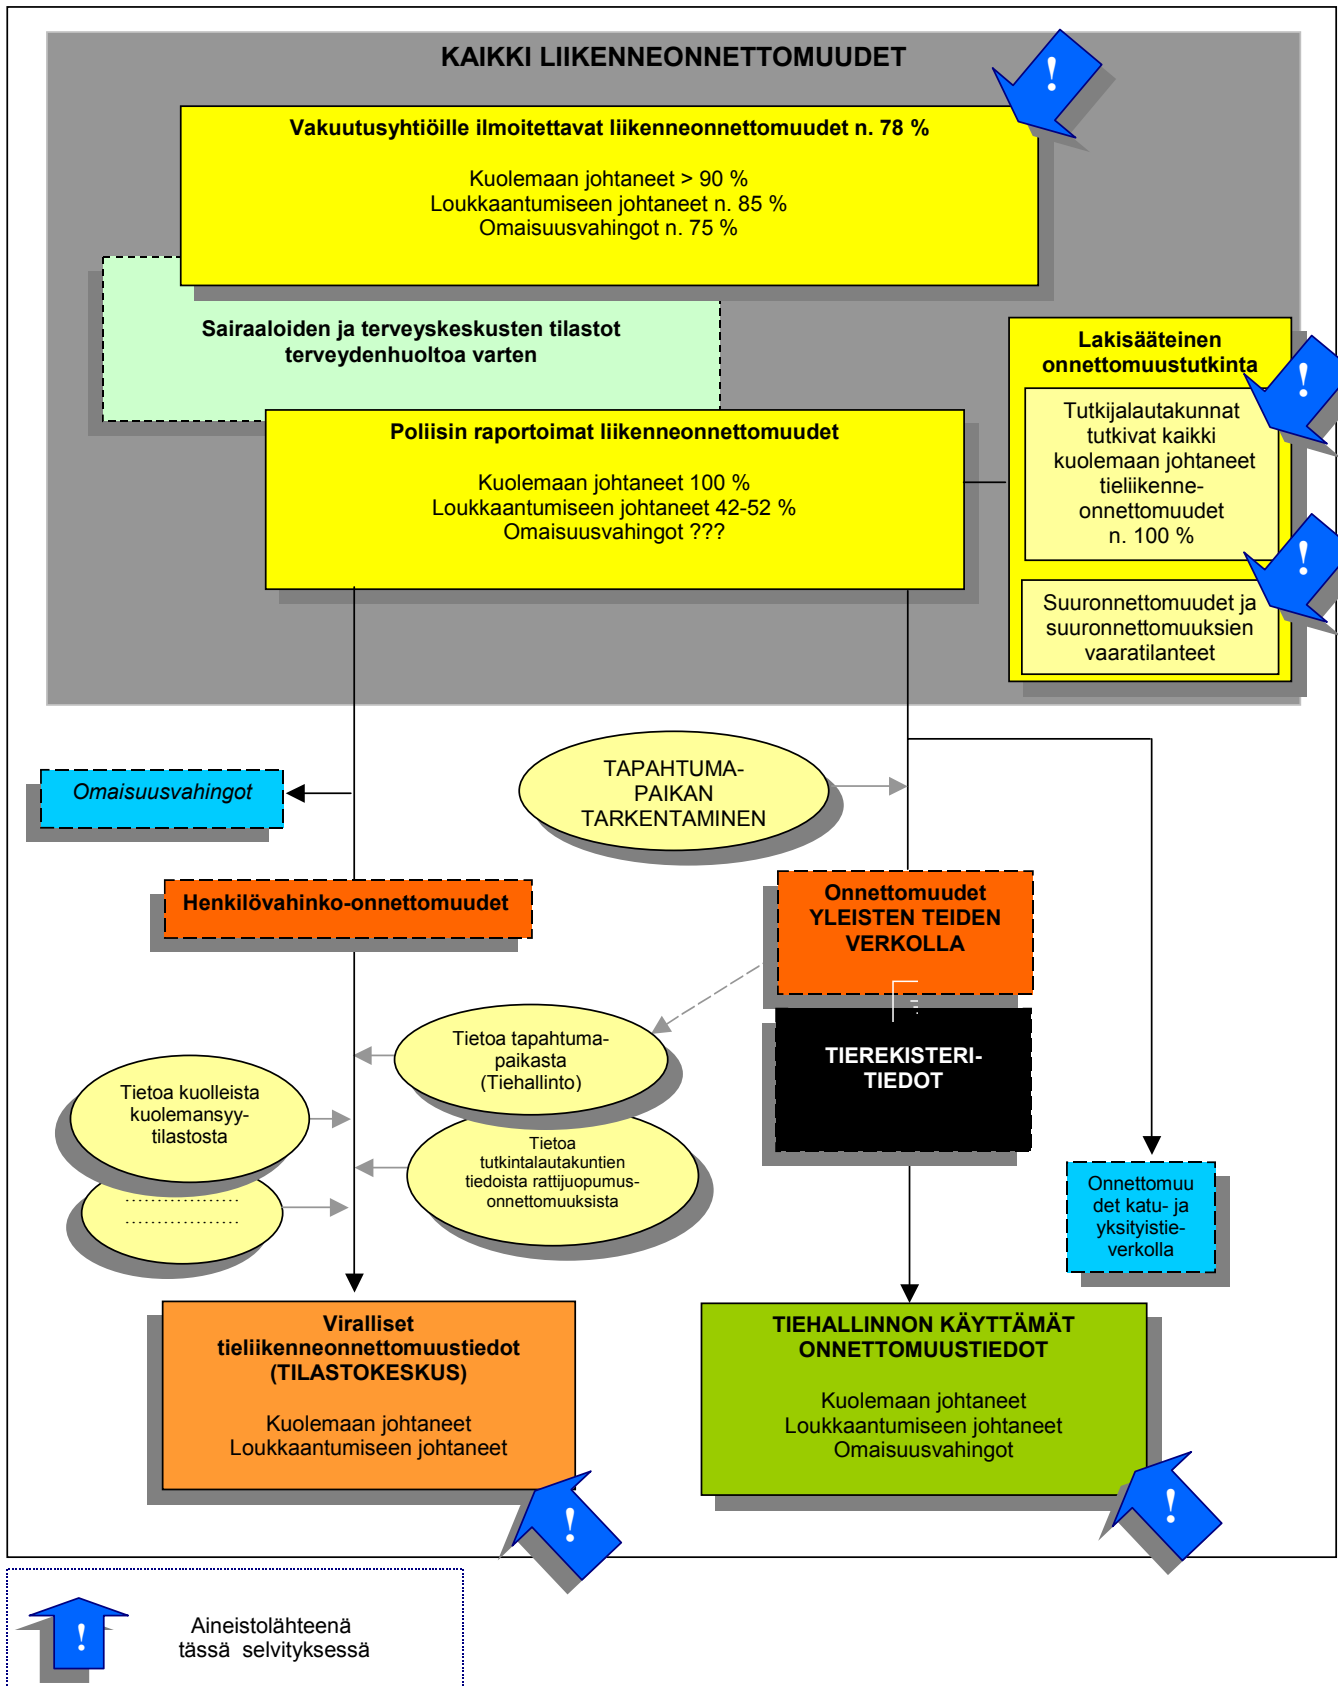 KAIKKI LIIKENNEONNETTOMUUDET
!
Vakuutusyhtiöille ilmoitettavat liikenneonnettomuudet n. 78 %
Kuolemaan johtaneet > 90 %
Loukkaantumiseen johtaneet n. 85 %
Omaisuusvahingot n. 75 %
Sairaaloiden ja terveyskeskusten tilastot
terveydenhuoltoa varten
Lakisääteinen
onnettomuustutkinta
!
Tutkijalautakunnat
tutkivat kaikki
kuolemaan johtaneet
tieliikenne-
onnettomuudet
n. 100 %
!
Suuronnettomuudet ja
suuronnettomuuksien
vaaratilanteet
Poliisin raportoimat liikenneonnettomuudet
Kuolemaan johtaneet 100 %
Loukkaantumiseen johtaneet 42-52 %
Omaisuusvahingot ???
Omaisuusvahingot
TAPAHTUMA-
PAIKAN
TARKENTAMINEN
Henkilövahinko-onnettomuudet
Onnettomuudet
YLEISTEN TEIDEN
VERKOLLA
TIEREKISTERI-
TIEDOT
Tietoa tapahtuma-
paikasta
(Tiehallinto)
Tietoa kuolleista
kuolemansyy-
tilastosta
Tietoa
tutkintalautakuntien
tiedoista rattijuopumus-
onnettomuuksista
.....................
.....................
Onnettomuu
det katu- ja
yksityistie-
verkolla
Viralliset
tieliikenneonnettomuustiedot
(TILASTOKESKUS)
Kuolemaan johtaneet
Loukkaantumiseen johtaneet
!
TIEHALLINNON KÄYTTÄMÄT
ONNETTOMUUSTIEDOT
Kuolemaan johtaneet
Loukkaantumiseen johtaneet
Omaisuusvahingot
!
!
Aineistolähteenä
tässä selvityksessä